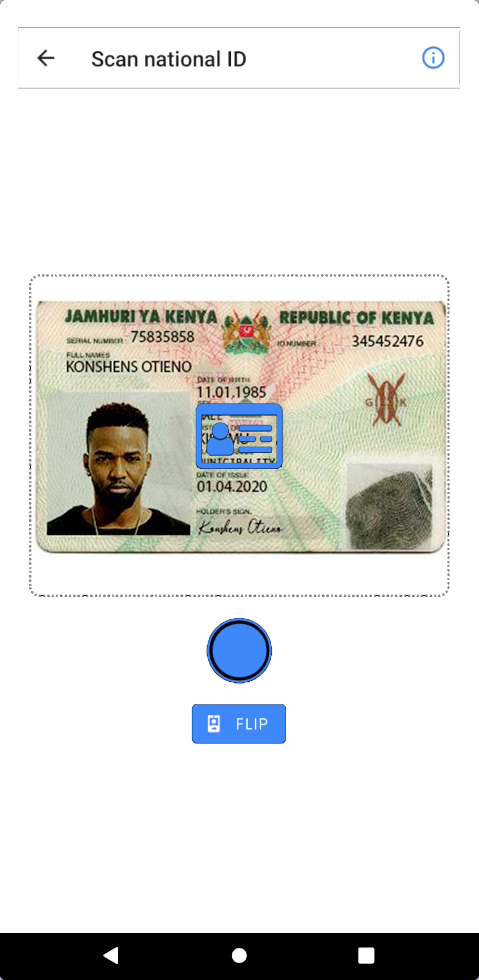 Scan national ID
JAMHURI YA KENYA REPUBLIC OF KENYA
SERIAL NUMBER: 75835858 ID NUMBER: 345452476
FULL NAMES
KONSHENS OTIENO
DATE OF BIRTH
11.01.1985
G K
DATE OF ISSUE
01.04.2020
HOLDER'S SIGN.
Konshens Otieno
FLIP